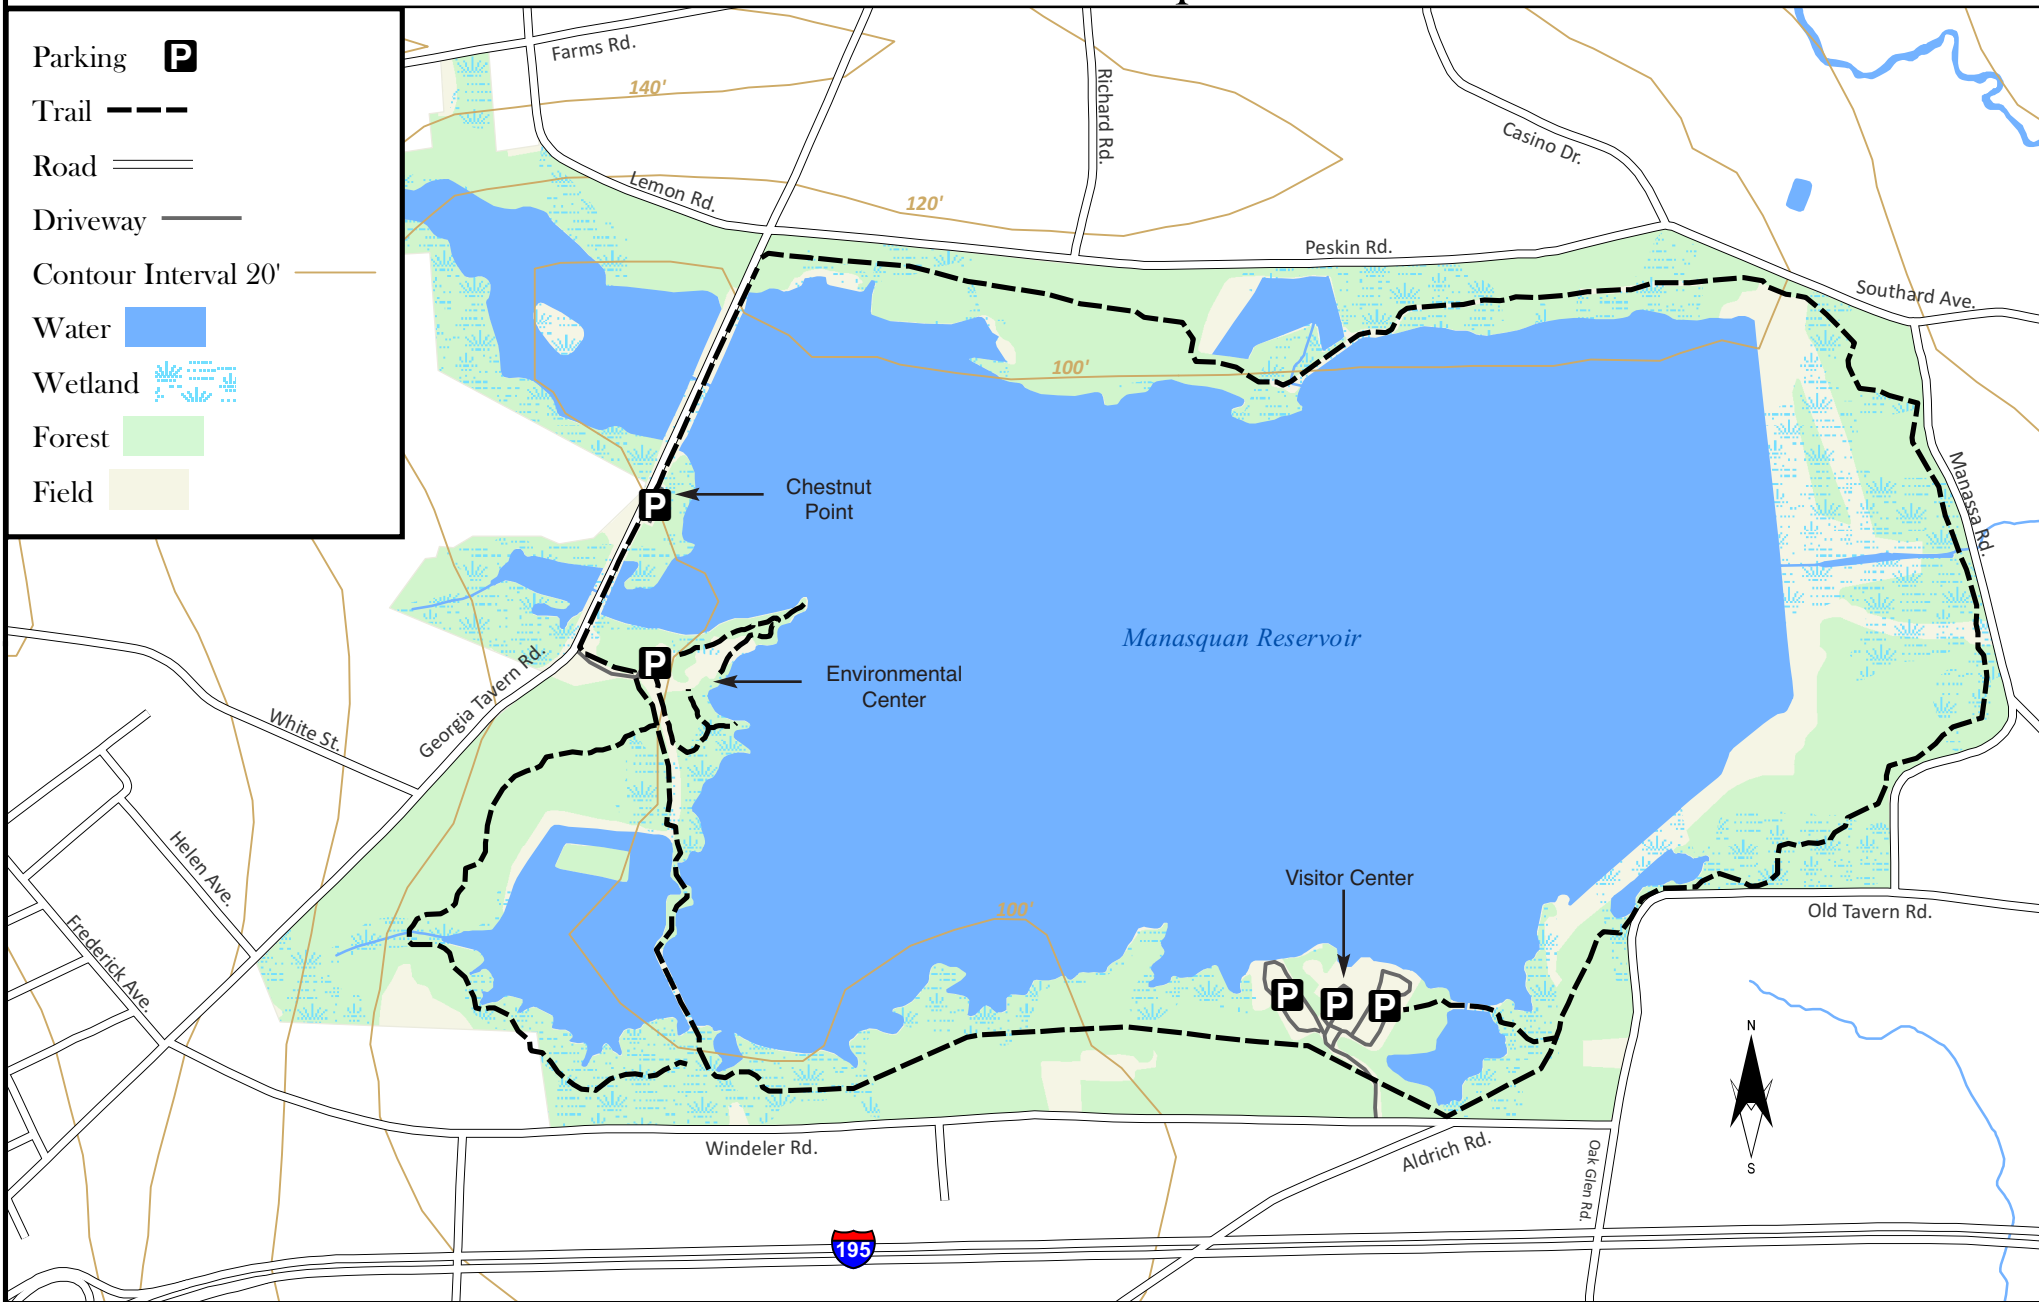 Parking P
Trail
Road
Driveway
Contour Interval 20'
Water
Wetland
Forest
Field
Farms Rd.
140'
Lemon Rd.
120'
Richard Rd.
Casino Dr.
Peskin Rd.
Southard Ave.
100'
Manassa Rd.
P
Chestnut
Point
Manasquan Reservoir
P
Environmental
Center
Georgia Tavern Rd.
White St.
Helen Ave.
Frederick Ave.
Visitor Center
100'
Old Tavern Rd.
P
P
P
N
S
Windeler Rd.
Aldrich Rd.
Oak Glen Rd.
195